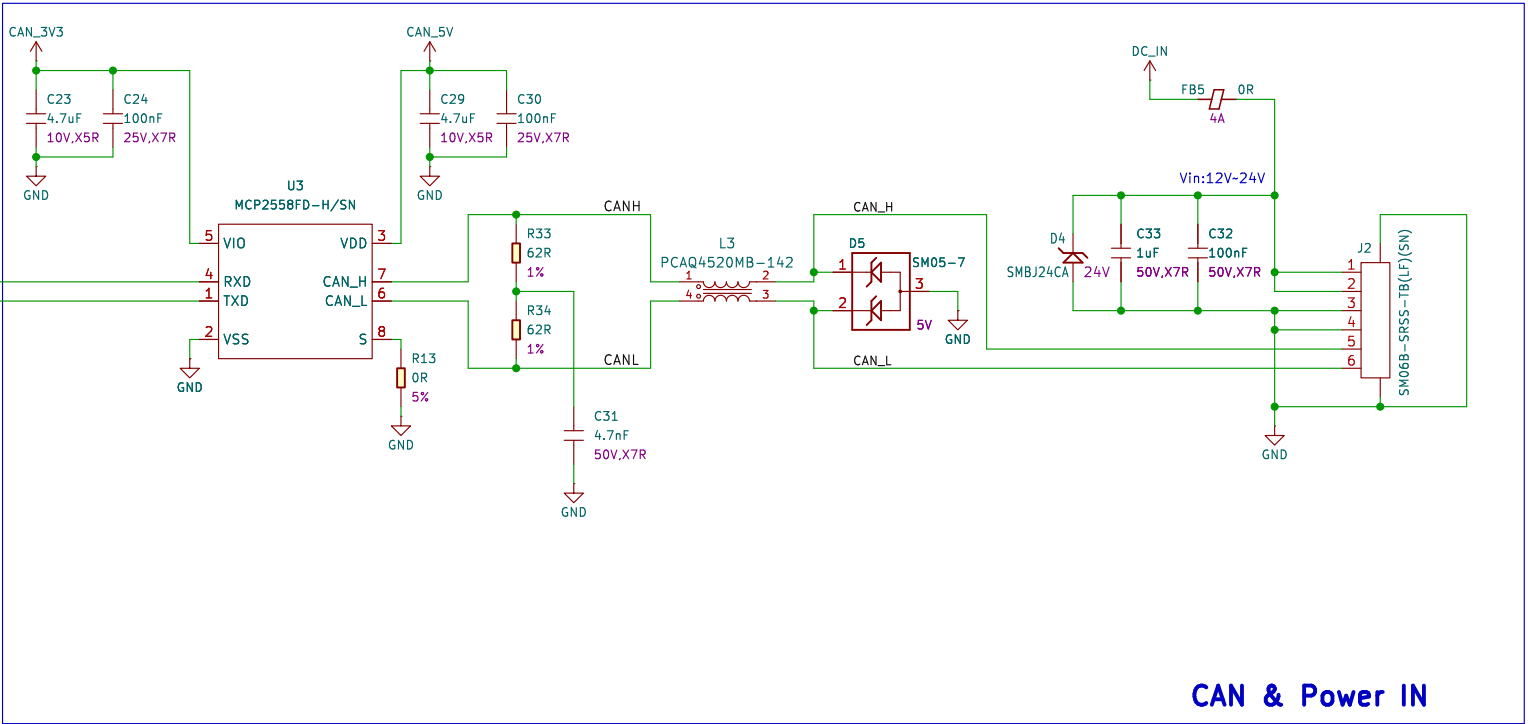 CAN_3V3
C23
4.7uF
10V,X5R
C24
100nF
25V,X7R
GND
CAN_5V
C29
4.7uF
10V,X5R
C30
100nF
25V,X7R
GND
U3
MCP2558FD-H/SN
5 VIO
4 RXD
1 TXD
2 VSS
VDD 3
CAN_H 7
CAN_L 6
S 8
GND
R13
0R
5%
GND
CANH
R33
62R
1%
R34
62R
1%
CANL
C31
4.7nF
50V,X7R
GND
L3
PCAQ4520MB-142
1 2
4 3
CAN_H
D5
SM05-7
1
2
3
5V
GND
CAN_L
DC_IN
FB5 0R
4A
Vin:12V~24V
D4
SMBJ24CA 24V
C33
1uF
50V,X7R
C32
100nF
50V,X7R
J2
1
2
3
4
5
6
SM06B-SRSS-TB(LF)(SN)
GND
CAN & Power IN